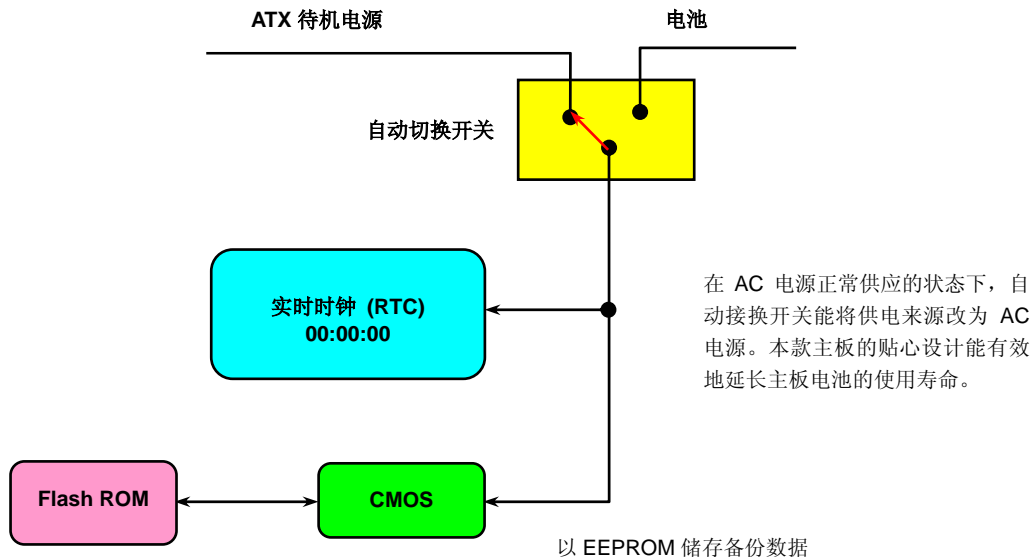 ATX 待机电源
电池
自动切换开关
实时时钟 (RTC)
00:00:00
在 AC 电源正常供应的状态下，自
动接换开关能将供电来源改为 AC
电源。本款主板的贴心设计能有效
地延长主板电池的使用寿命。
Flash ROM
CMOS
以 EEPROM 储存备份数据